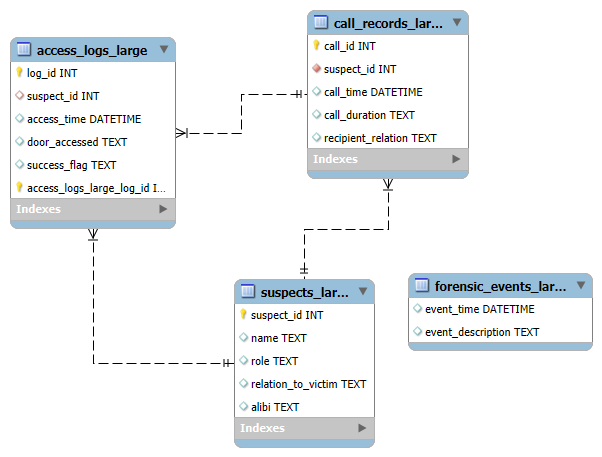 call_records_lar...
call_id INT
suspect_id INT
call_time DATETIME
call_duration TEXT
recipient_relation TEXT
Indexes
access_logs_large
log_id INT
suspect_id INT
access_time DATETIME
door_accessed TEXT
success_flag TEXT
access_logs_large_log_id I...
Indexes
suspects_lar...
suspect_id INT
name TEXT
role TEXT
relation_to_victim TEXT
alibi TEXT
Indexes
forensic_events_lar...
event_time DATETIME
event_description TEXT